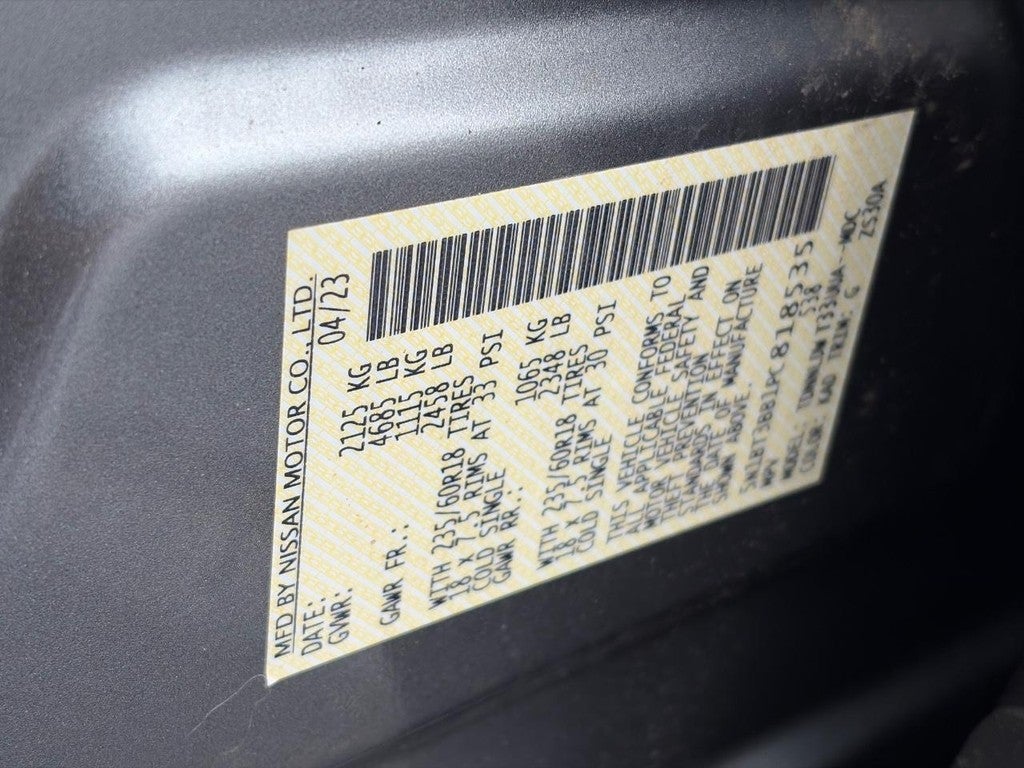 MFD BY NISSAN MOTOR CO., LTD.
DATE: 04/23
GVWR: 2125 KG
4685 LB
GAWR FR.: 1115 KG
2458 LB
WITH 235/60R18 TIRES
18 X 7.5 RIMS AT 33 PSI
COLD SINGLE
GAWR RR.: 1065 KG
2348 LB
WITH 235/60R18 TIRES
18 X 7.5 RIMS AT 30 PSI
COLD SINGLE
THIS VEHICLE CONFORMS TO
ALL APPLICABLE FEDERAL
MOTOR VEHICLE SAFETY AND
THEFT PREVENTION
STANDARDS IN EFFECT ON
THE DATE OF MANUFACTURE
SHOWN ABOVE.
5N1BT3BB1PC818535
MPV S38
MODEL: -MDC
COLOR: KAD TRIM: G ZS30A